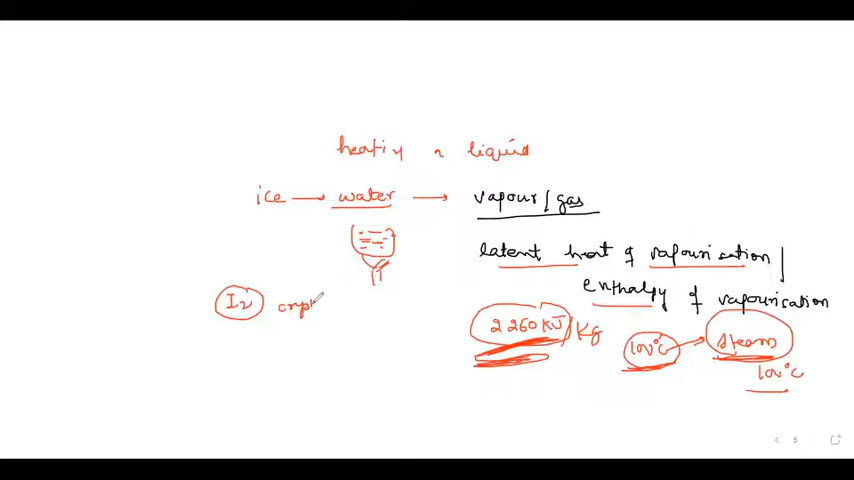 heating a liquid
ice → water → vapour/gas
latent heat of vapourisation/
enthalpy of vapourisation
2260 KJ/Kg
100°C → steam
100°C
I2
8